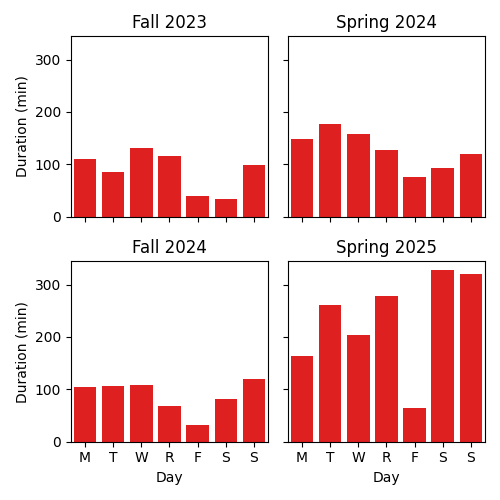 Fall 2023
Spring 2024
Duration (min)
300
200
100
0
Fall 2024
Spring 2025
Duration (min)
300
200
100
0
M T W R F S S
M T W R F S S
Day
Day